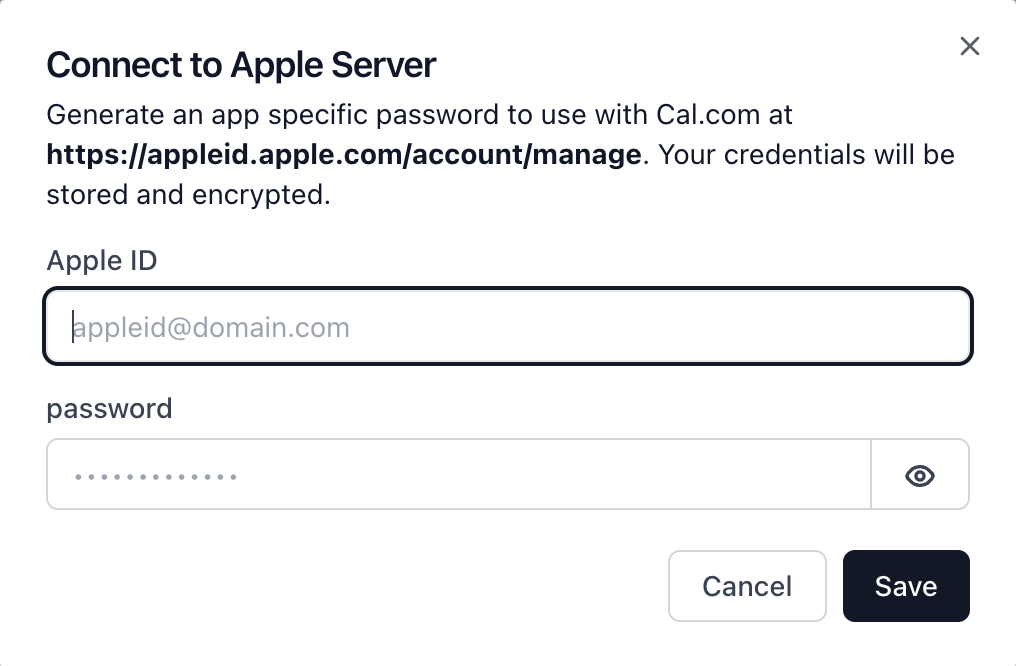 Connect to Apple Server
Generate an app specific password to use with Cal.com at
https://appleid.apple.com/account/manage. Your credentials will be
stored and encrypted.
Apple ID
appleid@domain.com
password
•••••••••••••
Cancel
Save